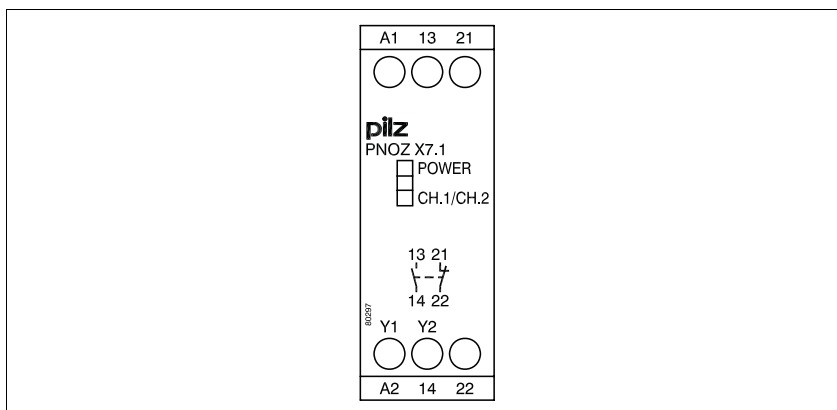 A1 13 21
pilz
PNOZ X7.1
POWER
CH.1/CH.2
13 21
14 22
80297
Y1 Y2
A2 14 22